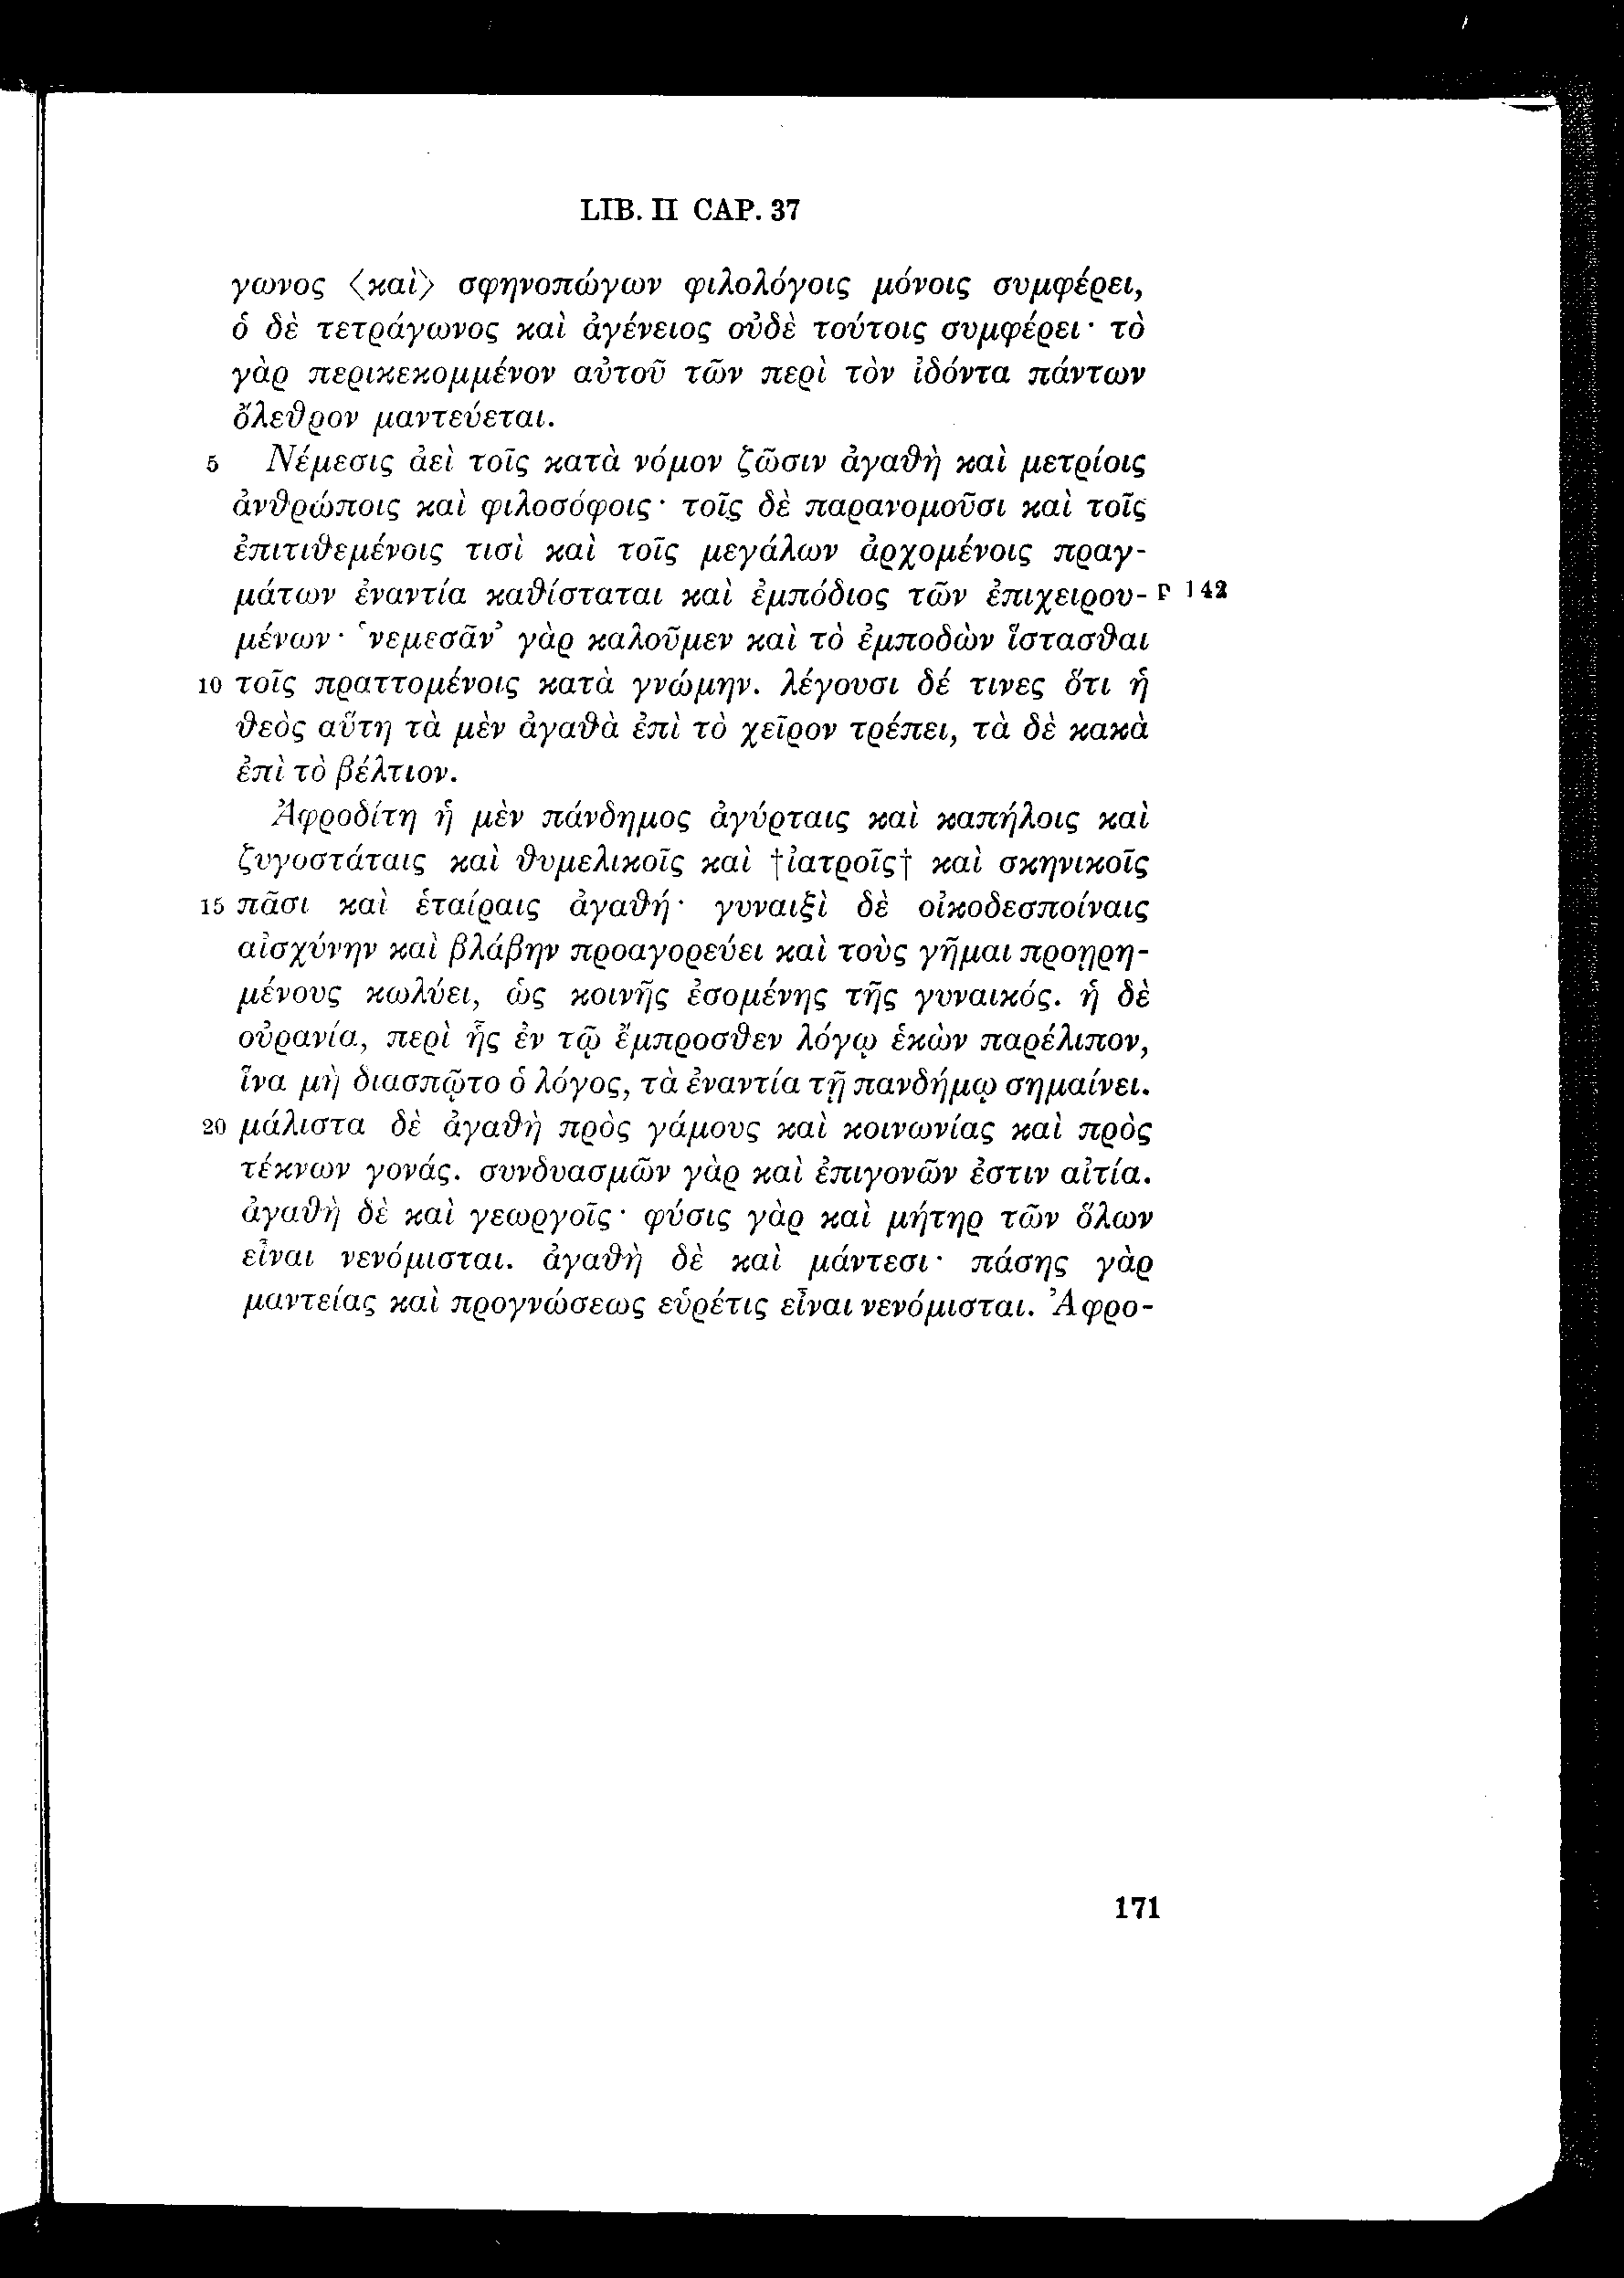 LIB. II CAP. 37
γωνος ⟨καὶ⟩ σφηνοπώγων φιλολόγοις μόνοις συμφέρει,
ὁ δὲ τετράγωνος καὶ ἀγένειος οὐδὲ τούτοις συμφέρει· τὸ
γὰρ περικεκομμένον αὐτοῦ τῶν περὶ τὸν ἰδόντα πάντων
ὄλεθρον μαντεύεται.
5 Νέμεσις ἀεὶ τοῖς κατὰ νόμον ζῶσιν ἀγαθὴ καὶ μετρίοις
ἀνθρώποις καὶ φιλοσόφοις· τοῖς δὲ παρανομοῦσι καὶ τοῖς
ἐπιτιθεμένοις τισὶ καὶ τοῖς μεγάλων ἀρχομένοις πραγ-
μάτων ἐναντία καθίσταται καὶ ἐμπόδιος τῶν ἐπιχειρου- P 142
μένων· ʽνεμεσᾶνʼ γὰρ καλοῦμεν καὶ τὸ ἐμποδὼν ἵστασθαι
10 τοῖς πραττομένοις κατὰ γνώμην. λέγουσι δέ τινες ὅτι ἡ
θεὸς αὕτη τὰ μὲν ἀγαθὰ ἐπὶ τὸ χεῖρον τρέπει, τὰ δὲ κακὰ
ἐπὶ τὸ βέλτιον.
Ἀφροδίτη ἡ μὲν πάνδημος ἀγύρταις καὶ καπήλοις καὶ
ζυγοστάταις καὶ θυμελικοῖς καὶ †ἰατροῖς† καὶ σκηνικοῖς
15 πᾶσι καὶ ἑταίραις ἀγαθή· γυναιξὶ δὲ οἰκοδεσποίναις
αἰσχύνην καὶ βλάβην προαγορεύει καὶ τοὺς γῆμαι προῃρη-
μένους κωλύει, ὡς κοινῆς ἐσομένης τῆς γυναικός. ἡ δὲ
οὐρανία, περὶ ἧς ἐν τῷ ἔμπροσθεν λόγῳ ἑκὼν παρέλιπον,
ἵνα μὴ διασπῷτο ὁ λόγος, τὰ ἐναντία τῇ πανδήμῳ σημαίνει.
20 μάλιστα δὲ ἀγαθὴ πρὸς γάμους καὶ κοινωνίας καὶ πρὸς
τέκνων γονάς. συνδυασμῶν γὰρ καὶ ἐπιγονῶν ἐστιν αἰτία.
ἀγαθὴ δὲ καὶ γεωργοῖς· φύσις γὰρ καὶ μήτηρ τῶν ὅλων
εἶναι νενόμισται. ἀγαθὴ δὲ καὶ μάντεσι· πάσης γὰρ
μαντείας καὶ προγνώσεως εὑρέτις εἶναι νενόμισται. Ἀφρο-
171